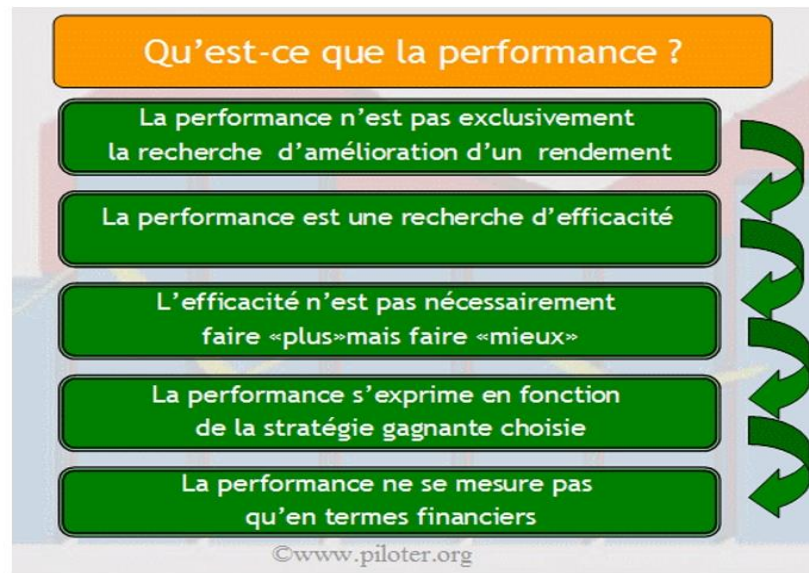 Qu'est-ce que la performance ?
La performance n'est pas exclusivement
la recherche d'amélioration d'un rendement
La performance est une recherche d'efficacité
L'efficacité n'est pas nécessairement
faire «plus»mais faire «mieux»
La performance s'exprime en fonction
de la stratégie gagnante choisie
La performance ne se mesure pas
qu'en termes financiers
©www.piloter.org